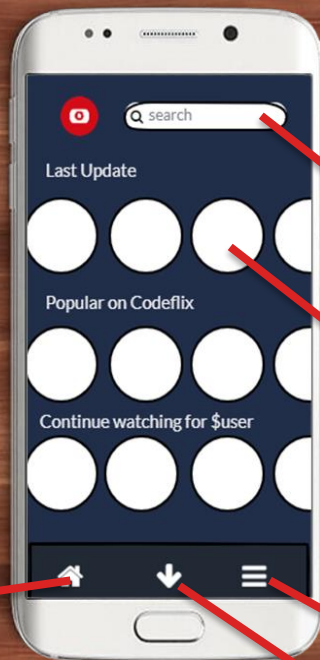 search
Last Update
Popular on Codeflix
Continue watching for $user